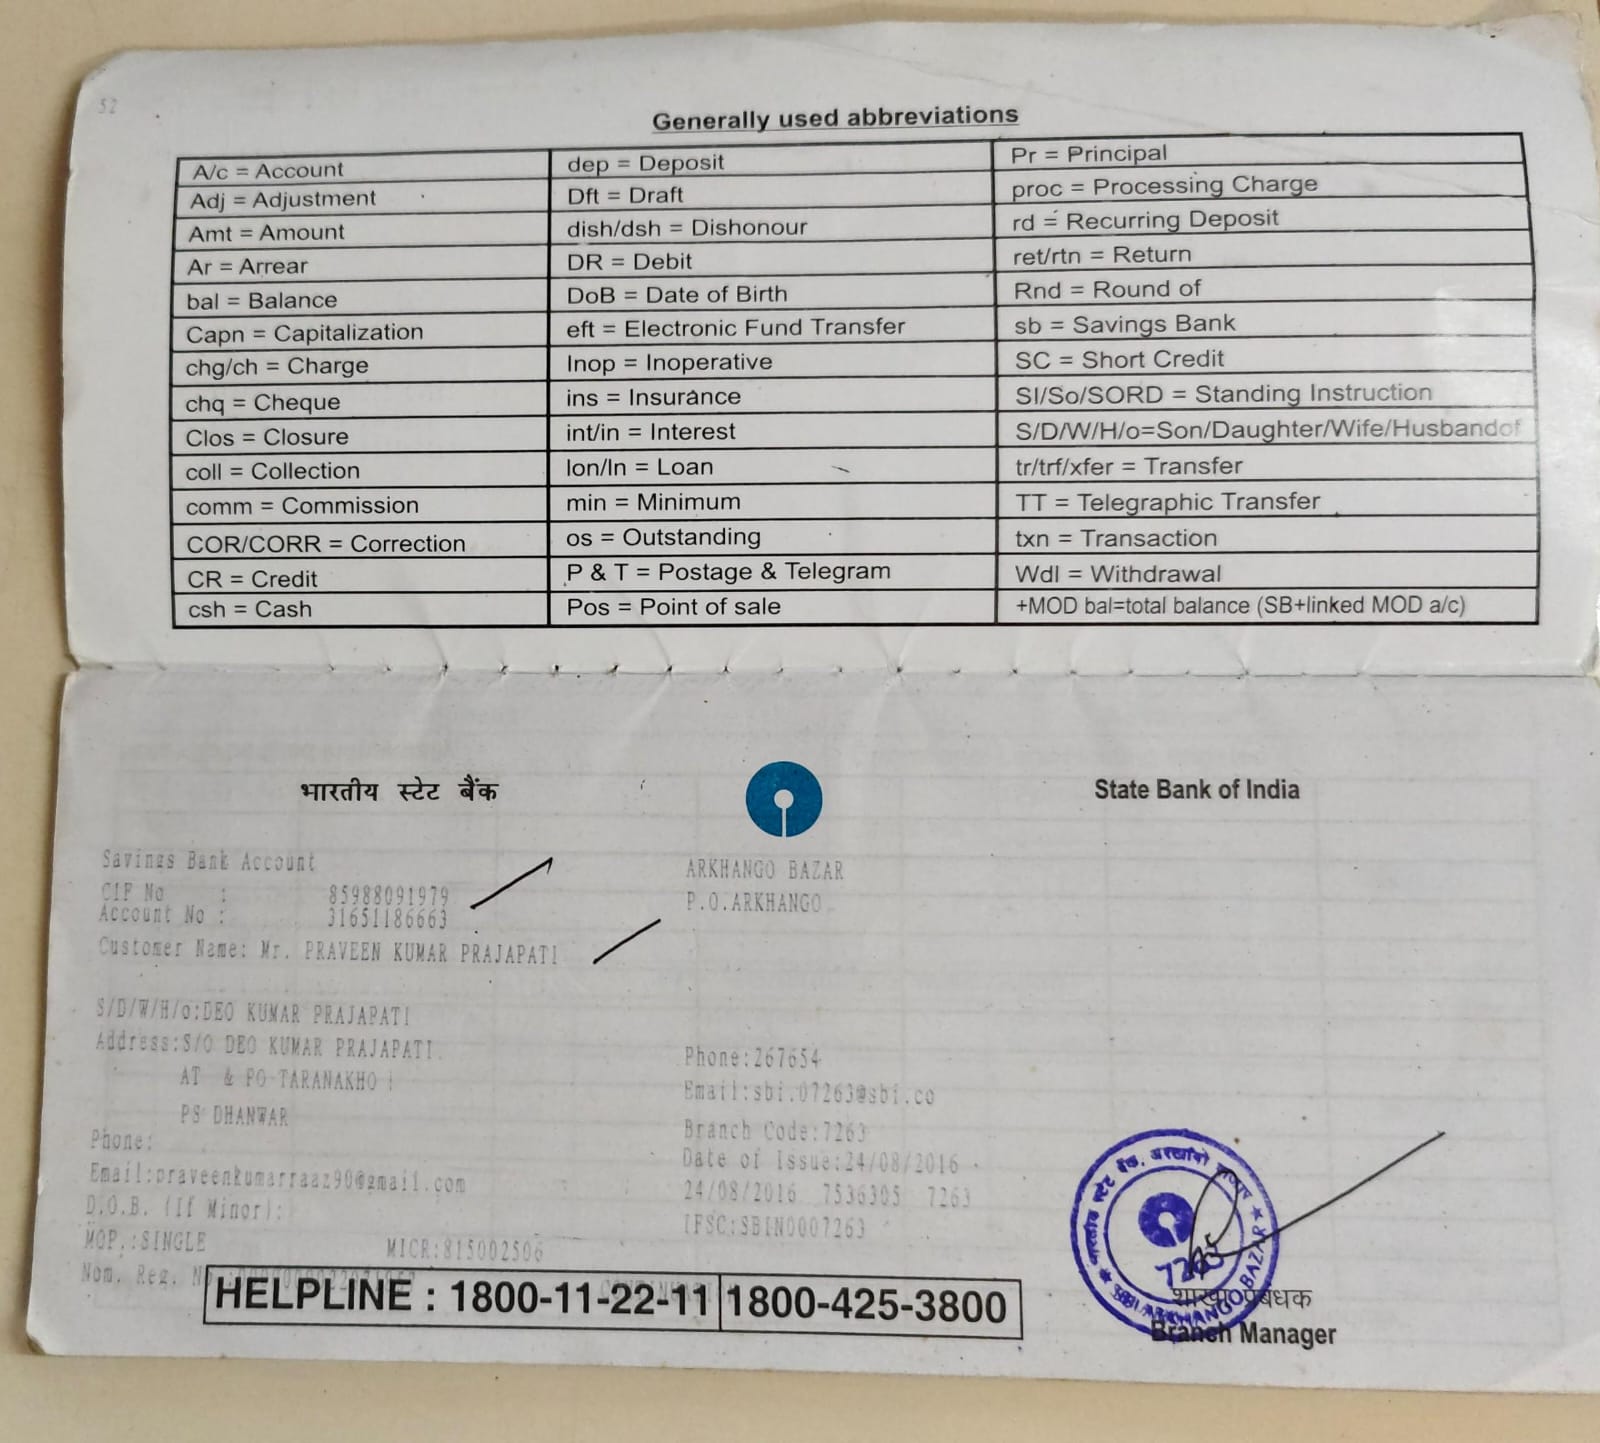 52
Generally used abbreviations
A/c = Account
Adj = Adjustment
Amt = Amount
Ar = Arrear
bal = Balance
Capn = Capitalization
chg/ch = Charge
chq = Cheque
Clos = Closure
coll = Collection
comm = Commission
COR/CORR = Correction
CR = Credit
csh = Cash
dep = Deposit
Dft = Draft
dish/dsh = Dishonour
DR = Debit
DoB = Date of Birth
eft = Electronic Fund Transfer
Inop = Inoperative
ins = Insurance
int/in = Interest
lon/ln = Loan
min = Minimum
os = Outstanding
P & T = Postage & Telegram
Pos = Point of sale
Pr = Principal
proc = Processing Charge
rd = Recurring Deposit
ret/rtn = Return
Rnd = Round of
sb = Savings Bank
SC = Short Credit
SI/So/SORD = Standing Instruction
S/D/W/H/o=Son/Daughter/Wife/Husbandof
tr/trf/xfer = Transfer
TT = Telegraphic Transfer
txn = Transaction
Wdl = Withdrawal
+MOD bal=total balance (SB+linked MOD a/c)
भारतीय स्टेट बैंक
State Bank of India
Savings Bank Account
CIF No : 85988091979
Account No : 31651186663
Customer Name: Mr. PRAVEEN KUMAR PRAJAPATI
S/D/W/H/o:DEO KUMAR PRAJAPATI
Address:S/O DEO KUMAR PRAJAPATI
AT & PO-TARANAKHO
PS DHANWAR
Phone:
Email:praveenkumarraaz90@gmail.com
D.O.B. (If Minor):
MOP.:SINGLE
MICR:815002506
Nom. Reg. No
ARKHANGO BAZAR
P.O.ARKHANGO
Phone:267654
Email:sbi.07263@sbi.co
Branch Code:7263
Date of Issue:24/08/2016
24/08/2016 7536305 7263
IFSC:SBIN0007263
HELPLINE : 1800-11-22-11 1800-425-3800
भारतीय स्टेट बैंक, अरखांगो
SBI ARKHANGO BAZAR
शाखा प्रबंधक
Branch Manager